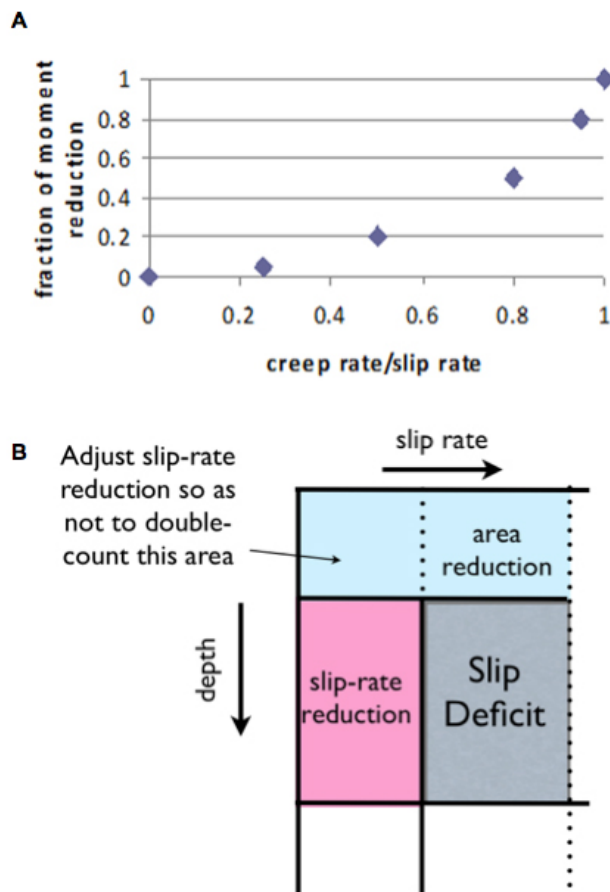 A
fraction of moment
reduction
1
0.8
0.6
0.4
0.2
0
0 0.2 0.4 0.6 0.8 1
creep rate/slip rate
B
Adjust slip-rate
reduction so as
not to double-
count this area
slip rate
area
reduction
depth
slip-rate
reduction
Slip
Deficit